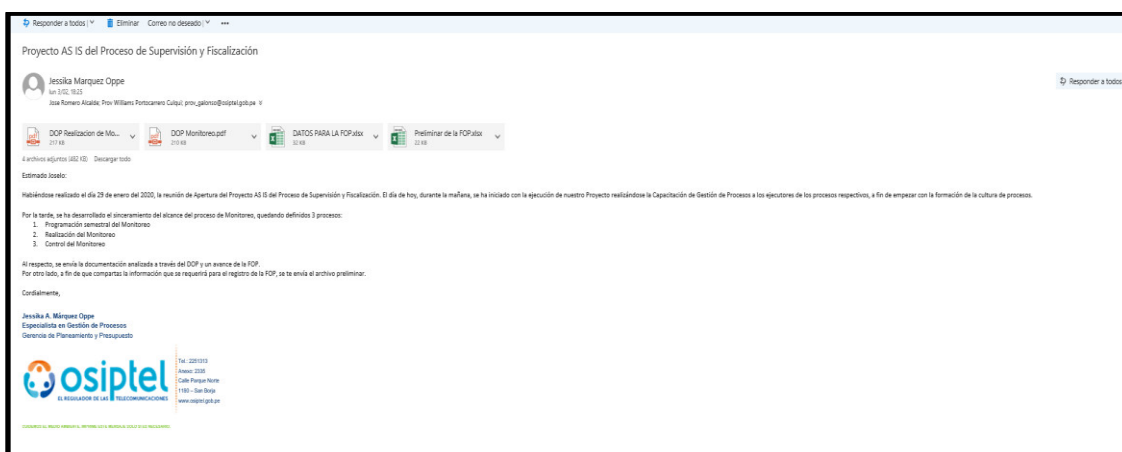 Responder a todos | Eliminar Correo no deseado | ...
Proyecto AS IS del Proceso de Supervisión y Fiscalización
Jessika Marquez Oppe
lun 3/02, 18:25
Responder a todos
Jose Romero Alcalde; Prov Williams Portocarrero Culqui; prov_galonso@osiptel.gob.pe
DOP Realizacion de Mo... DOP Monitoreo.pdf DATOS PARA LA FOP.xlsx Preliminar de la FOP.xlsx
217 KB 210 KB 32 KB 22 KB
4 archivos adjuntos (482 KB) Descargar todo
Estimado Joselo:
Habiéndose realizado el día 29 de enero del 2020, la reunión de Apertura del Proyecto AS IS del Proceso de Supervisión y Fiscalización. El día de hoy, durante la mañana, se ha iniciado con la ejecución de nuestro Proyecto realizándose la Capacitación de Gestión de Procesos a los ejecutores de los procesos respectivos, a fin de empezar con la formación de la cultura de procesos.
Por la tarde, se ha desarrollado el sinceramiento del alcance del proceso de Monitoreo, quedando definidos 3 procesos:
1. Programación semestral del Monitoreo
2. Realización del Monitoreo
3. Control del Monitoreo
Al respecto, se envía la documentación analizada a través del DOP y un avance de la FOP.
Por otro lado, a fin de que compartas la información que se requerirá para el registro de la FOP, se te envía el archivo preliminar.
Cordialmente,
Jessika A. Márquez Oppe
Especialista en Gestión de Procesos
Gerencia de Planeamiento y Presupuesto
osiptel
EL REGULADOR DE LAS TELECOMUNICACIONES
Tel.: 2251313
Anexo: 2335
Calle Parque Norte
1180 – San Borja
www.osiptel.gob.pe